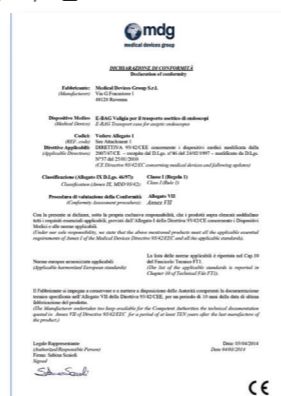 mdg
medical devices group
DICHIARAZIONE DI CONFORMITÀ
Declaration of conformity
Fabbricante: Medical Devices Group S.r.l.
(Manufacturer) Via G Fracastoro 1
48120 Ravenna
Dispositivo Medico: E-BAG Valigia per il trasporto asettico di endoscopi
(Medical Device) E-BAG Transport case for aseptic endoscopes
Codici: Vedere Allegato 1
(REF. code) See Attachment 1
Direttive Applicabili: DIRETTIVA 93/42/CEE concernente i dispositivi medici modificata dalla
(Applicable Directives) 2007/47/CE – recepite dal D.Lgs. n°46 del 24/02/1997 – modificato da D.Lgs.
N°37 del 25/01/2010
(CE Directive 93/42/EEC concerning medical devices and following updates)
Classificazione (Allegato IX D.Lgs. 46/97): Classe I (Regola 1)
Classification (Annex IX, MDD 93/42): Class I (Rule 1)
Procedura di valutazione della Conformità Allegato VII
(Conformity Assessment procedure): Annex VII
Con la presente si dichiara, sotto la propria esclusiva responsabilità, che i prodotti sopra elencati soddisfano
tutti i requisiti essenziali applicabili, previsti dall'Allegato I della Direttiva 93/42/CEE concernente i Dispositivi
Medici e alle norme applicabili.
(Under our sole responsibility, we state that the above mentioned products meet all the applicable essential
requirements of Annex I of the Medical Devices Directive 93/42/EEC and all the applicable standards).
Norme europee armonizzate applicabili
(Applicable harmonized European standards)
La lista delle norme applicabili è riportata nel Cap.10
del Fascicolo Tecnico FT1.
(The list of the applicable standards is reported in
Chapter 10 of Technical File FT1).
Il Fabbricante si impegna a conservare e a mettere a disposizione delle Autorità competenti la documentazione
tecnica specificata nell'Allegato VII della Direttiva 93/42/CEE, per un periodo di 10 anni dalla data di ultima
fabbricazione del prodotto.
(The Manufacturer undertakes to keep available for the Competent Authorities the technical documentation
quoted in Annex VII of Directive 93/42/EEC for a period of at least TEN years after the last manufacture of
the product.)
Legale Rappresentante Data: 03/04/2014
(Authorized/Responsible Person) Date
Firma: Sabina Scaioli
Signed
CE